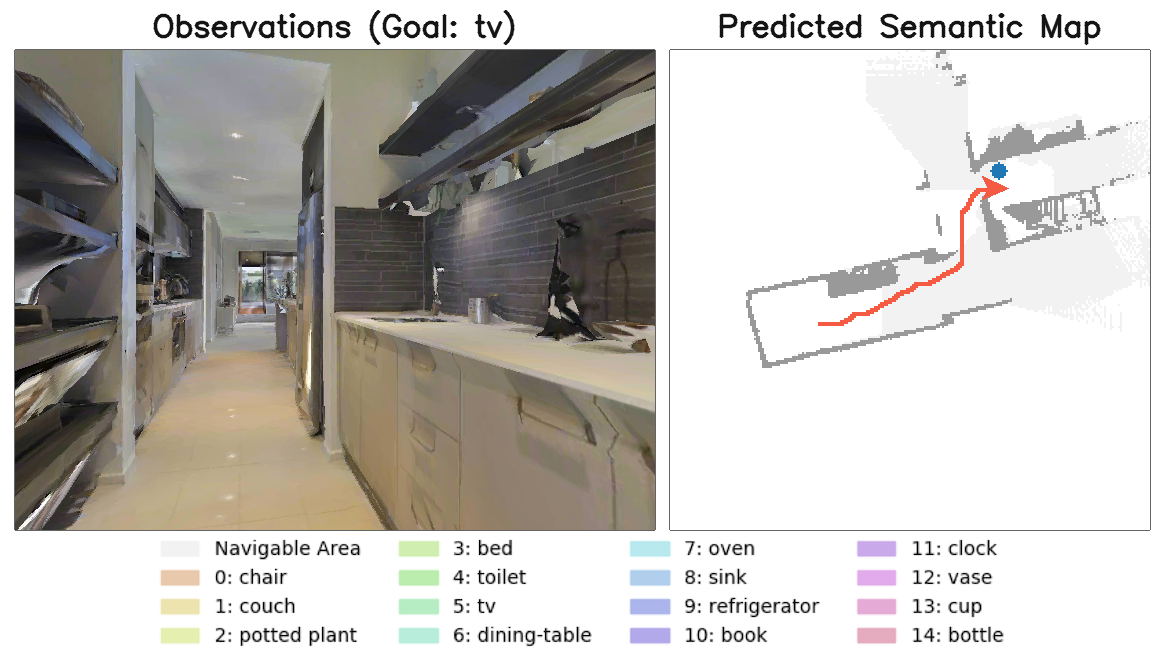 Observations (Goal: tv)
Predicted Semantic Map
Navigable Area
0: chair
1: couch
2: potted plant
3: bed
4: toilet
5: tv
6: dining-table
7: oven
8: sink
9: refrigerator
10: book
11: clock
12: vase
13: cup
14: bottle